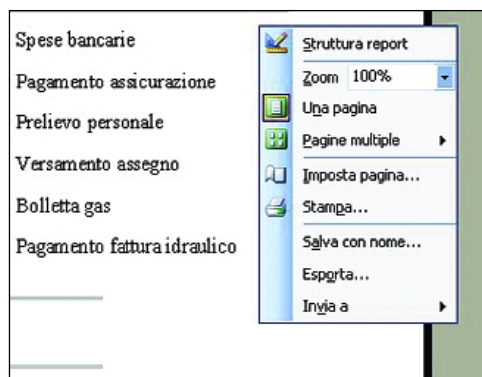 Spese bancarie
Pagamento assicurazione
Prelievo personale
Versamento assegno
Bolletta gas
Pagamento fattura idraulico
Struttura report
Zoom 100%
Una pagina
Pagine multiple
Imposta pagina...
Stampa...
Salva con nome...
Esporta...
Invia a